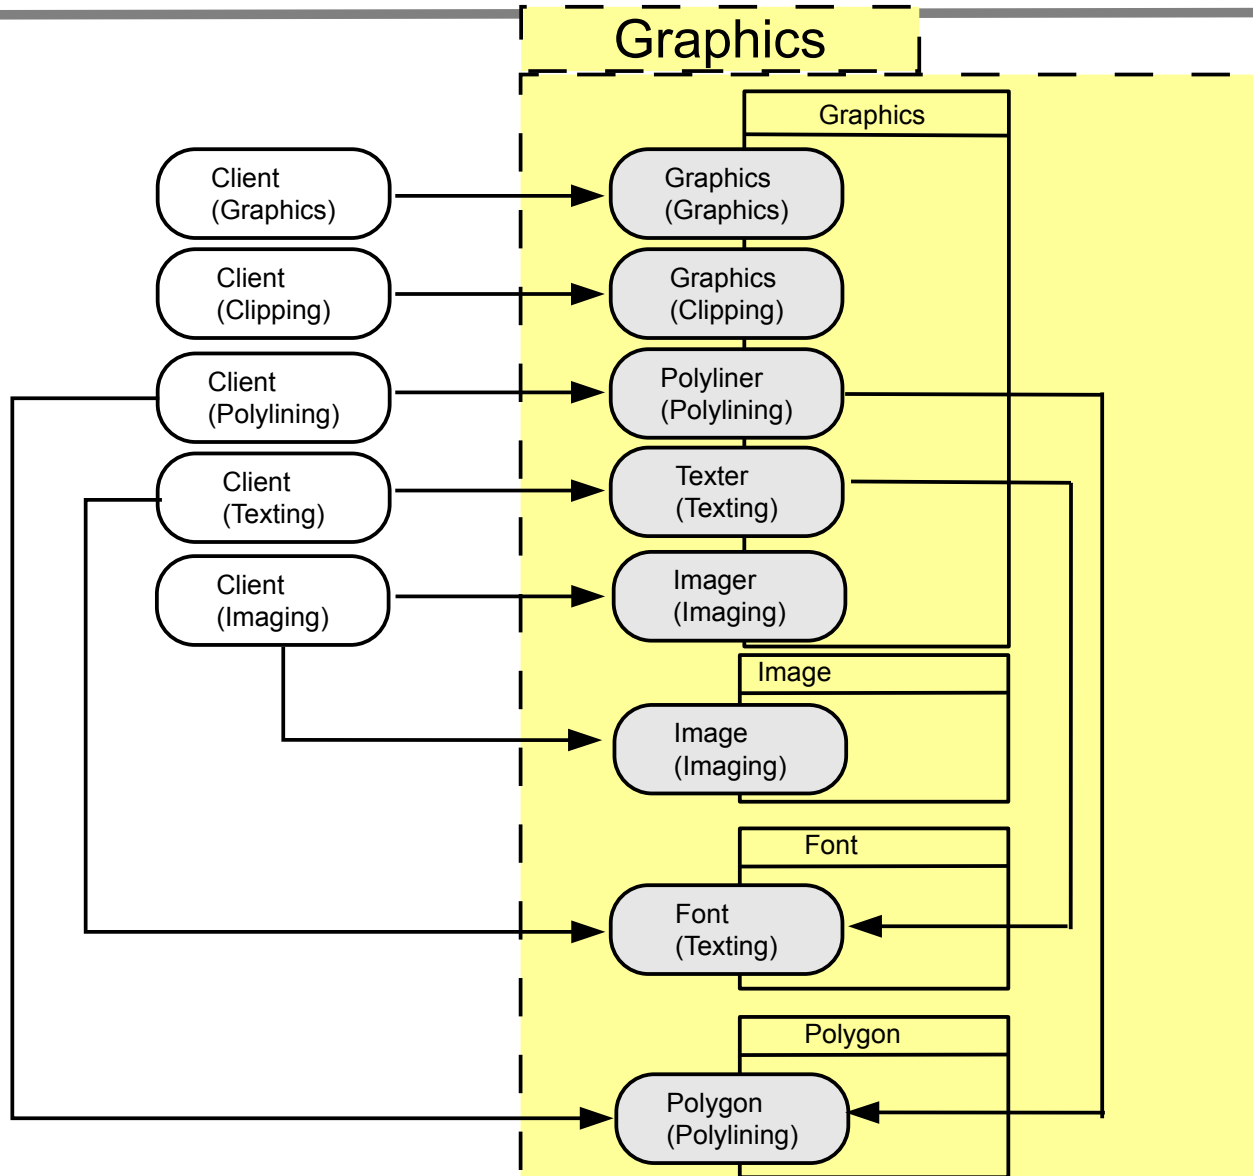 Graphics
Graphics
Client
(Graphics)
Graphics
(Graphics)
Client
(Clipping)
Graphics
(Clipping)
Client
(Polylining)
Polyliner
(Polylining)
Client
(Texting)
Texter
(Texting)
Client
(Imaging)
Imager
(Imaging)
Image
Image
(Imaging)
Font
Font
(Texting)
Polygon
Polygon
(Polylining)